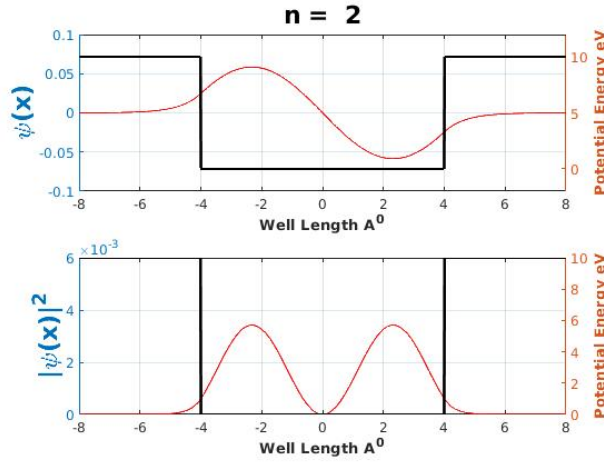 n = 2
0.1
0.05
0
-0.05
-0.1
ψ(x)
10
5
0
Potential Energy eV
-8 -6 -4 -2 0 2 4 6 8
Well Length A⁰
×10⁻³
6
4
2
0
|ψ(x)|²
10
8
6
4
2
0
Potential Energy eV
-8 -6 -4 -2 0 2 4 6 8
Well Length A⁰